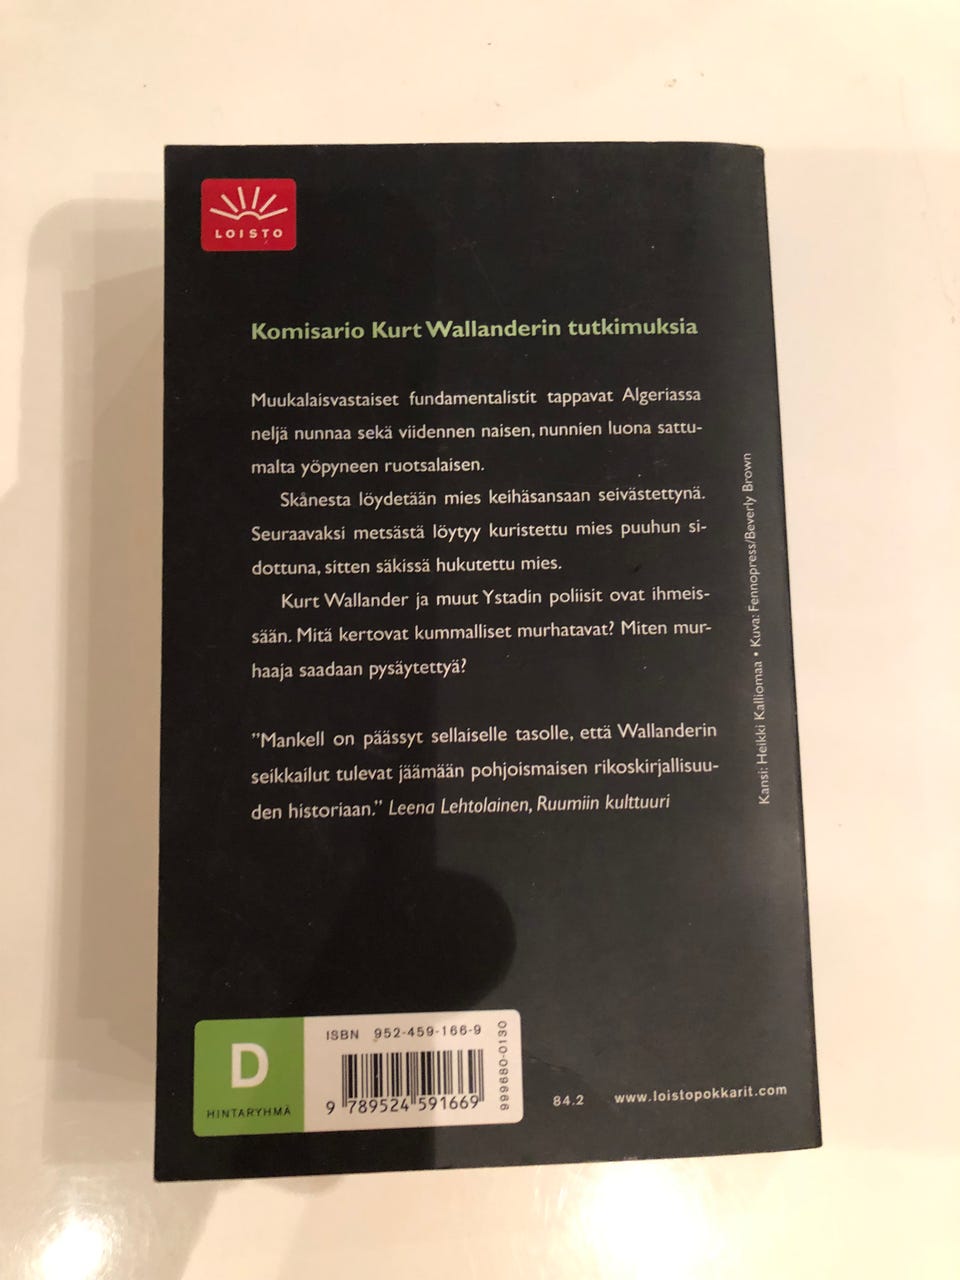 LOISTO
Komisario Kurt Wallanderin tutkimuksia
Muukalaisvastaiset fundamentalistit tappavat Algeriassa
neljä nunnaa sekä viidennen naisen, nunnien luona sattu-
malta yöpyneen ruotsalaisen.
Skånesta löydetään mies keihäsansaan seivästettynä.
Seuraavaksi metsästä löytyy kuristettu mies puuhun si-
dottuna, sitten säkissä hukutettu mies.
Kurt Wallander ja muut Ystadin poliisit ovat ihmeis-
sään. Mitä kertovat kummalliset murhatavat? Miten mur-
haaja saadaan pysäytettyä?
”Mankell on päässyt sellaiselle tasolle, että Wallanderin
seikkailut tulevat jäämään pohjoismaisen rikoskirjallisuu-
den historiaan.” Leena Lehtolainen, Ruumiin kulttuuri
Kansi: Heikki Kalliomaa • Kuva: Fennopress/Beverly Brown
D
HINTARYHMÄ
ISBN 952-459-166-9
9 789524 591669
999680-0130
84.2 www.loistopokkarit.com